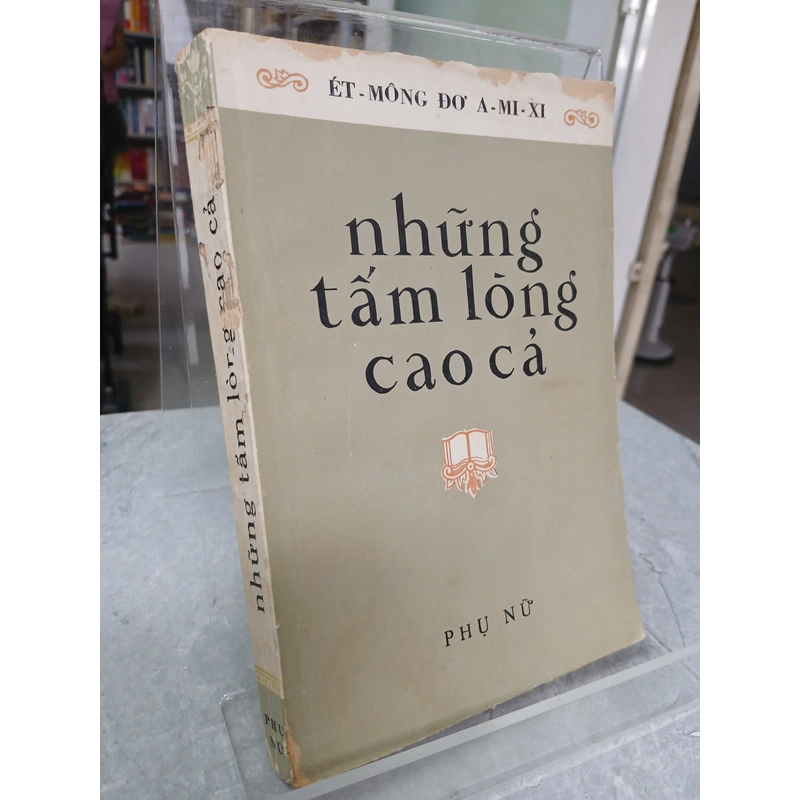 ÉT-MÔNG ĐƠ A-MI-XI
những
tấm lòng
cao cả
PHỤ NỮ
những tấm lòng cao cả
PHỤ
NỮ